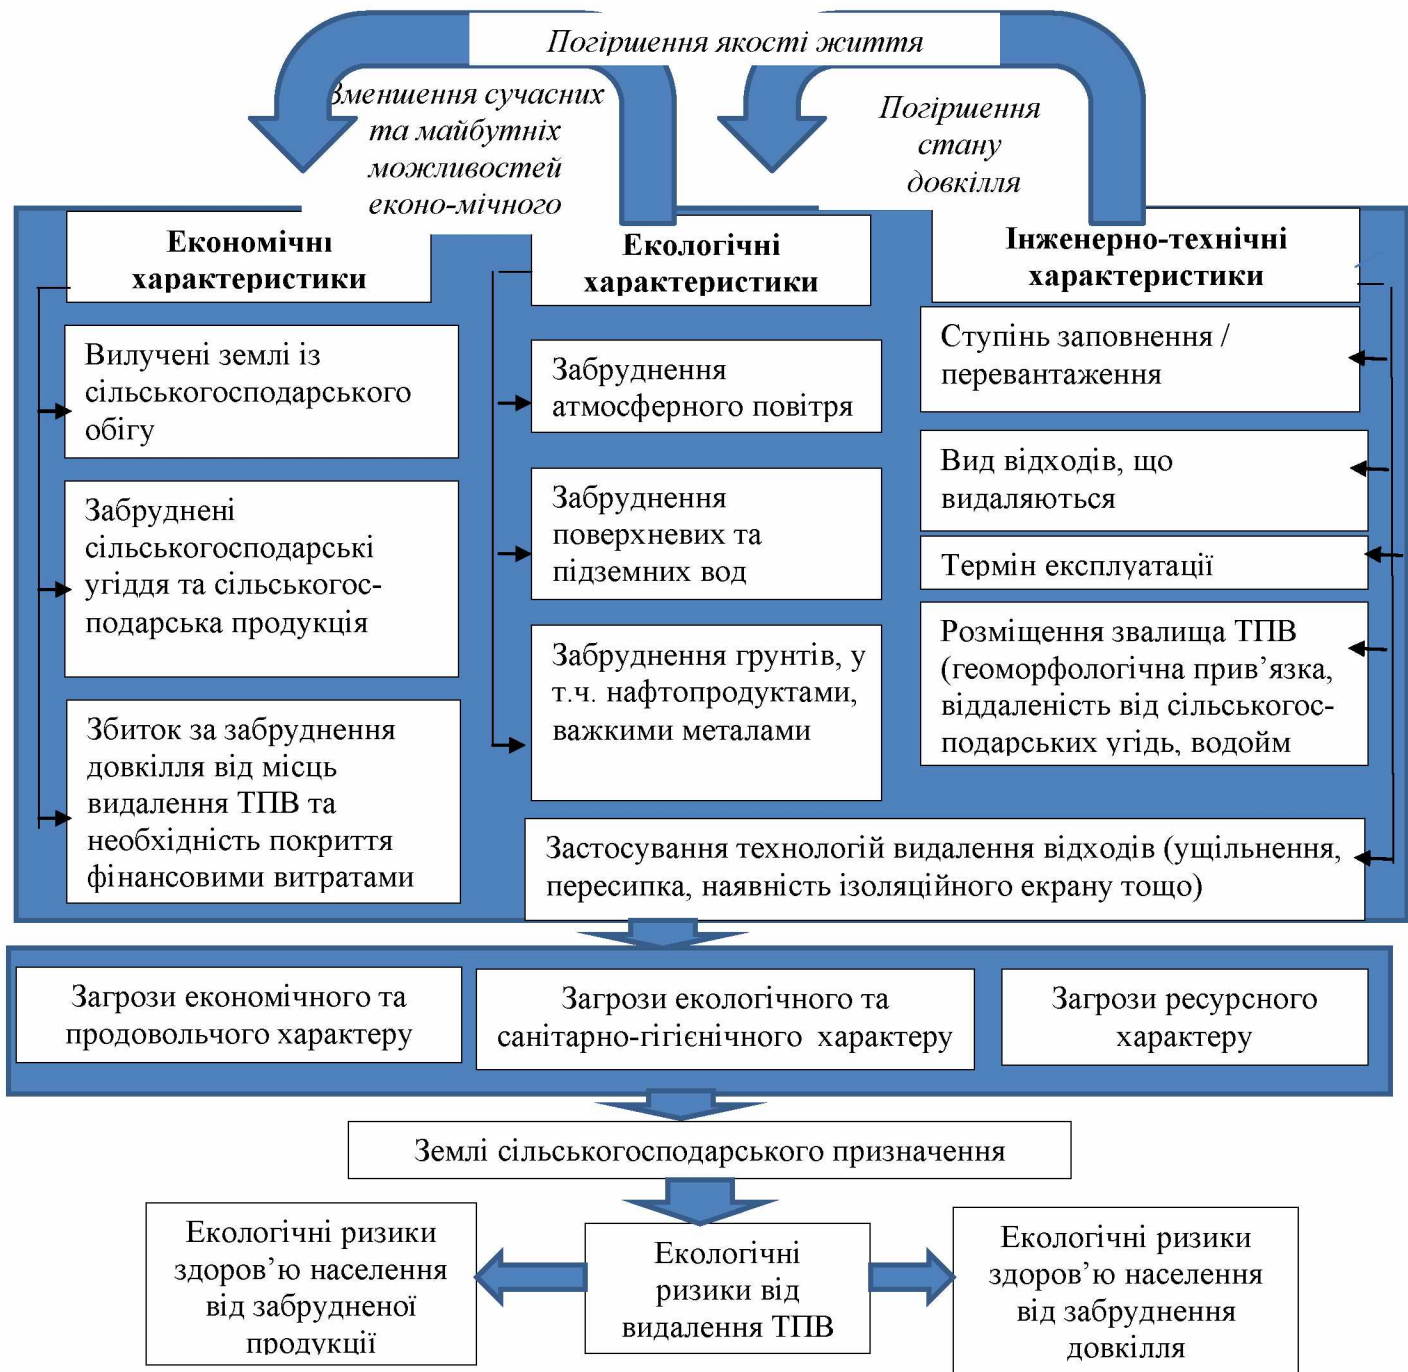 Погіршення якості життя
Зменшення сучасних
та майбутніх
можливостей
еконо-мічного
Погіршення
стану
довкілля
Економічні
характеристики
Вилучені землі із
сільськогосподарського
обігу
Забруднені
сільськогосподарські
угіддя та сільськогос-
подарська продукція
Збиток за забруднення
довкілля від місць
видалення ТПВ та
необхідність покриття
фінансовими витратами
Екологічні
характеристики
Забруднення
атмосферного повітря
Забруднення
поверхневих та
підземних вод
Забруднення грунтів, у
т.ч. нафтопродуктами,
важкими металами
Інженерно-технічні
характеристики
Ступінь заповнення /
перевантаження
Вид відходів, що
видаляються
Термін експлуатації
Розміщення звалища ТПВ
(геоморфологічна прив’язка,
віддаленість від сільськогос-
подарських угідь, водойм
Застосування технологій видалення відходів (ущільнення,
пересипка, наявність ізоляційного екрану тощо)
Загрози економічного та
продовольчого характеру
Загрози екологічного та
санітарно-гігієнічного характеру
Загрози ресурсного
характеру
Землі сільськогосподарського призначення
Екологічні ризики
здоров’ю населення
від забрудненої
продукції
Екологічні
ризики від
видалення ТПВ
Екологічні ризики
здоров’ю населення
від забруднення
довкілля